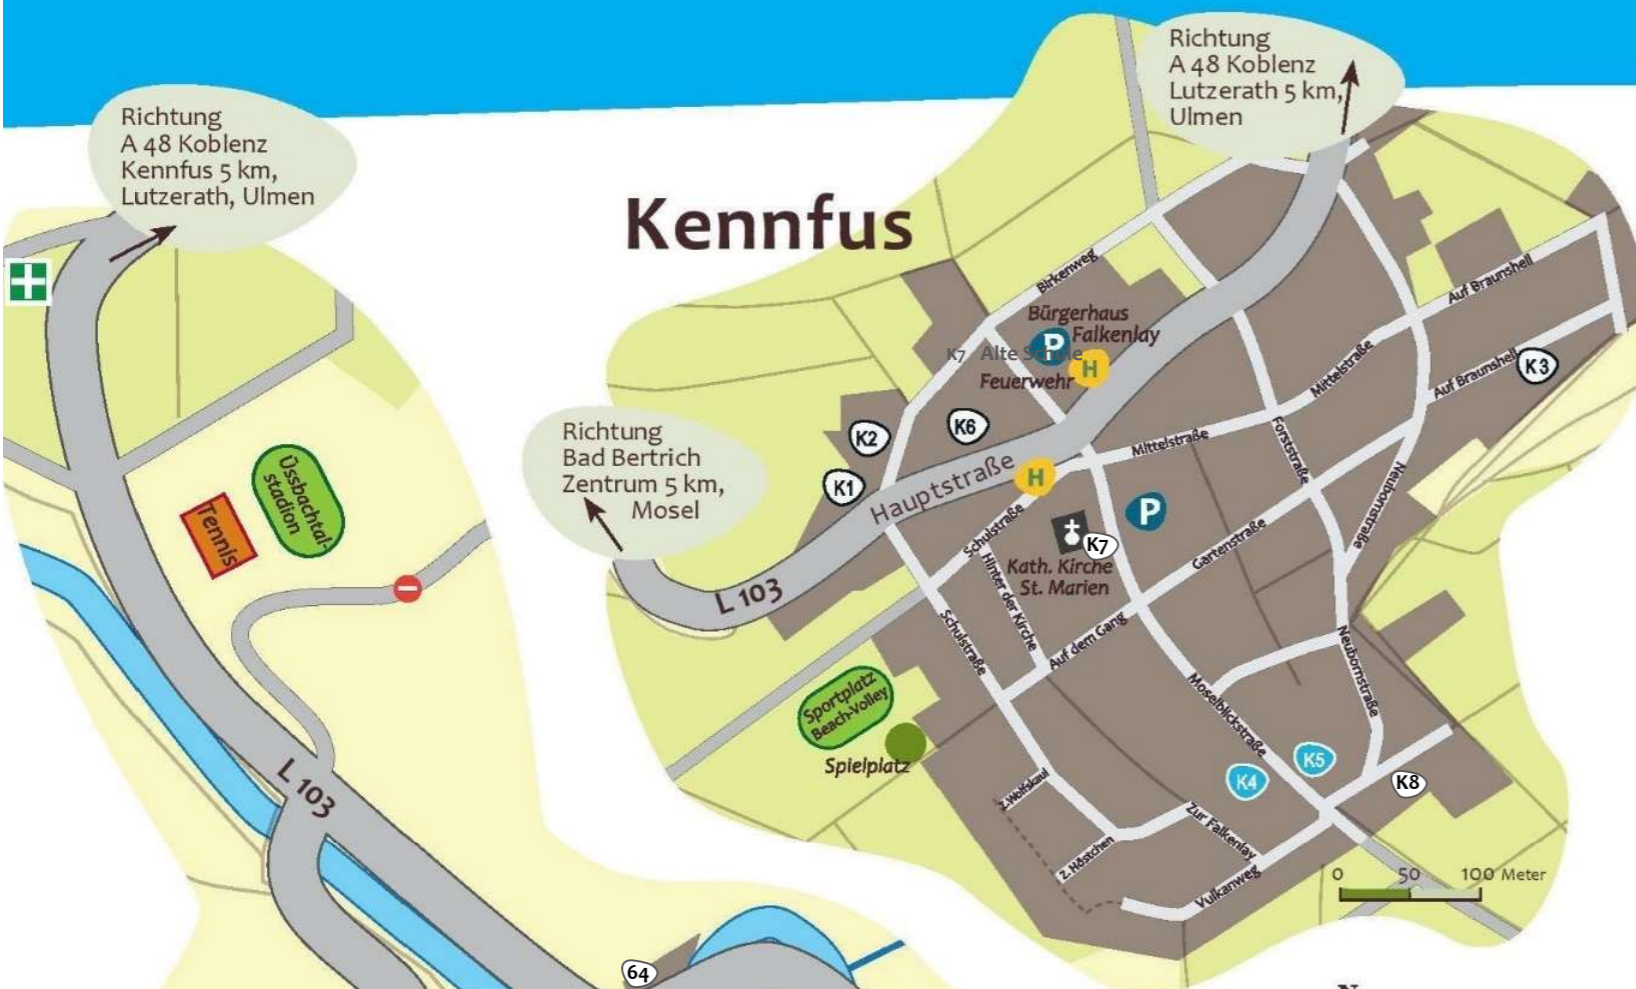 Richtung
A 48 Koblenz
Lutzerath 5 km,
Ulmen
Richtung
A 48 Koblenz
Kennfus 5 km,
Lutzerath, Ulmen
Kennfus
Birkenweg
Auf Braunshell
Bürgerhaus
Falkenlay
P
K7 Alte Schule
H
Feuerwehr
Mittelstraße
Auf Braunshell
K3
Richtung
Bad Bertrich
Zentrum 5 km,
Mosel
K2
K6
K1
Hauptstraße
H
Mittelstraße
Forststraße
Neubornstraße
Üssbachtal-
stadion
Tennis
Schulstraße
P
K7
Kath. Kirche
St. Marien
Gartenstraße
Hinter der Kirche
L 103
Schulstraße
Auf dem Gang
Neubornstraße
Sportplatz
Beach-Volley
Spielplatz
Moselblickstraße
K4
K5
K8
L 103
Z. Wolfskaul
Zur Falkenlay
Z. Höstchen
Vulkanweg
0 50 100 Meter
64